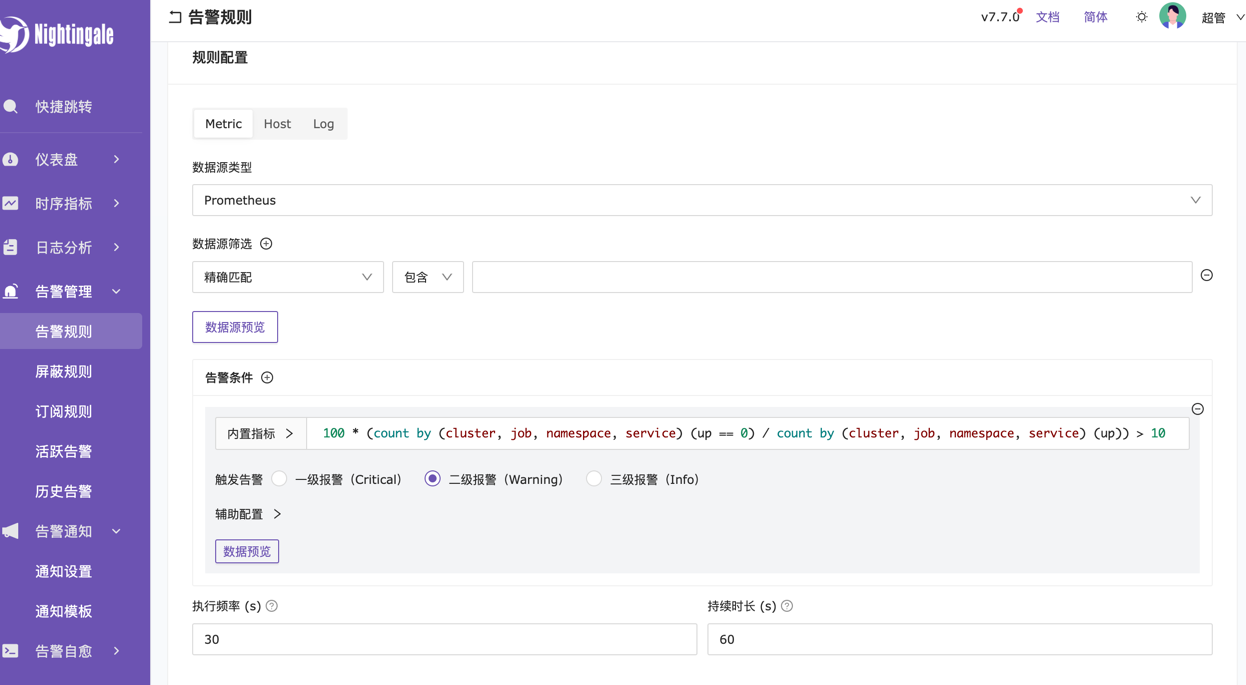 Nightingale
快捷跳转
仪表盘
时序指标
日志分析
告警管理
告警规则
屏蔽规则
订阅规则
活跃告警
历史告警
告警通知
通知设置
通知模板
告警自愈
告警规则
v7.7.0 文档 简体 超管
规则配置
Metric Host Log
数据源类型
Prometheus
数据源筛选
精确匹配 包含
数据源预览
告警条件
内置指标 100 * (count by (cluster, job, namespace, service) (up == 0) / count by (cluster, job, namespace, service) (up)) > 10
触发告警 一级报警（Critical） 二级报警（Warning） 三级报警（Info）
辅助配置
数据预览
执行频率 (s) 持续时长 (s)
30 60